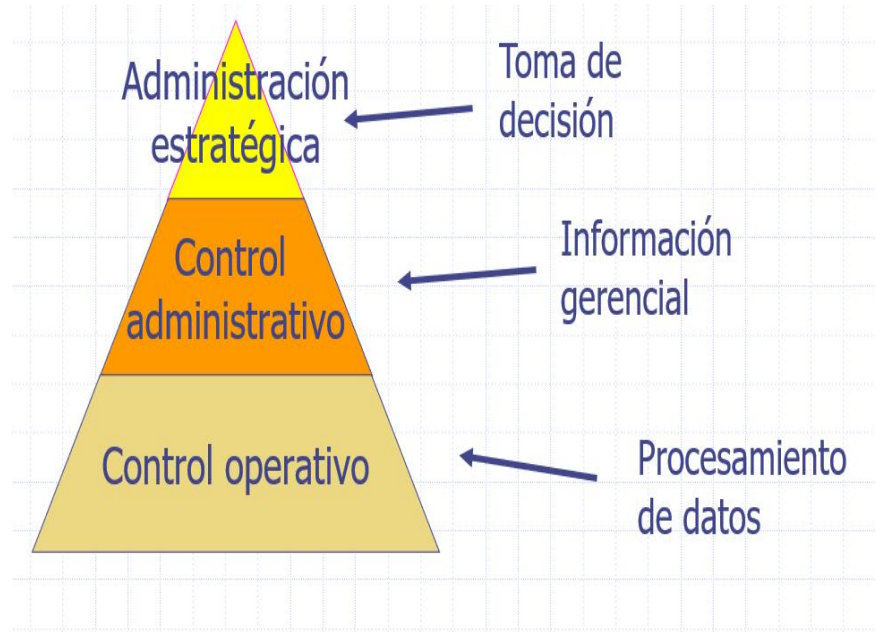 Administración
estratégica
Toma de
decisión
Control
administrativo
Información
gerencial
Control operativo
Procesamiento
de datos